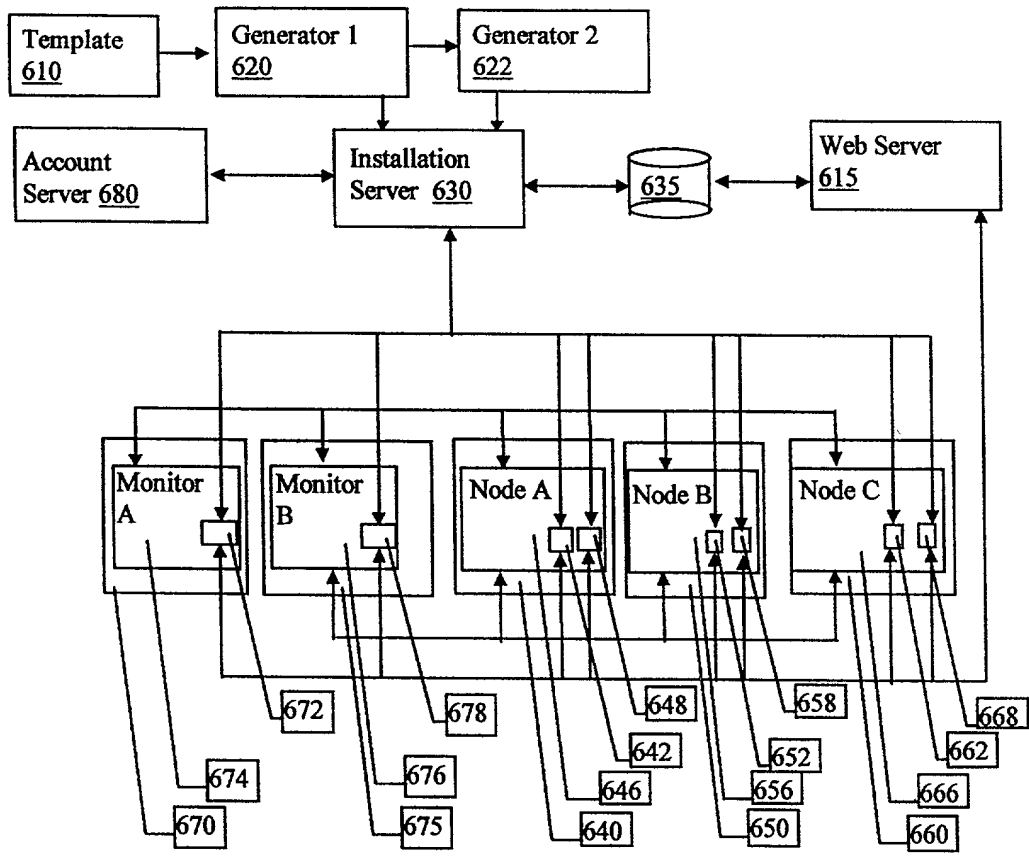 Template
610
Generator 1
620
Generator 2
622
Account
Server 680
Installation
Server 630
635
Web Server
615
Monitor
A
Monitor
B
Node A
Node B
Node C
672
678
648
658
668
642
652
662
674
676
646
656
666
670
675
640
650
660